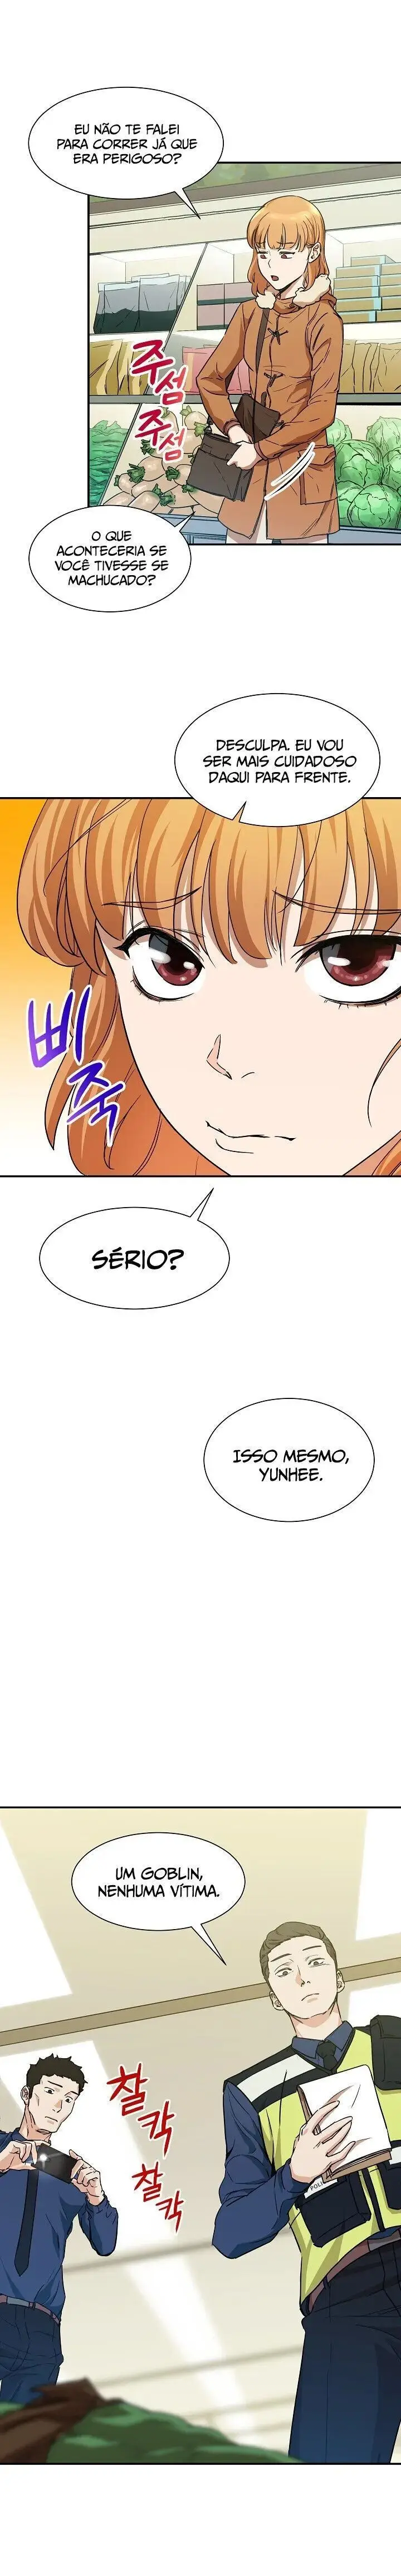 EU NÃO TE FALEI
PARA CORRER JÁ QUE
ERA PERIGOSO?
주섬
주섬
O QUE
ACONTECERIA SE
VOCÊ TIVESSE SE
MACHUCADO?
DESCULPA. EU VOU
SER MAIS CUIDADOSO
DAQUI PARA FRENTE.
삐죽
SÉRIO?
ISSO MESMO,
YUNHEE.
UM GOBLIN,
NENHUMA VÍTIMA.
찰칵
찰칵
POLI